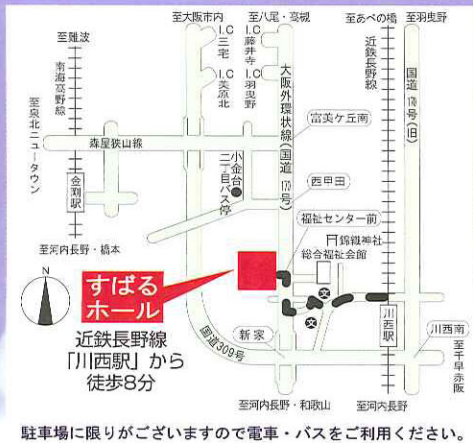 至大阪市内
至八尾・高槻
至あべの橋
至羽曳野
至難波
I.C
三宅
I.C
藤井寺
I.C
美原北
I.C
羽曳野
南海高野線
大阪外環状線(国道170号)
近鉄長野線
国道170号(旧)
至泉北ニュータウン
富美ケ丘南
森屋狭山線
小金台二丁目バス停
西甲田
金剛駅
福祉センター前
錦織神社
総合福祉会館
至河内長野・橋本
N
すばる
ホール
文
文
川西駅
新家
川西南
近鉄長野線
「川西駅」から
徒歩8分
国道309号
至千早赤阪
至河内長野・和歌山
至河内長野
駐車場に限りがございますので電車・バスをご利用ください。